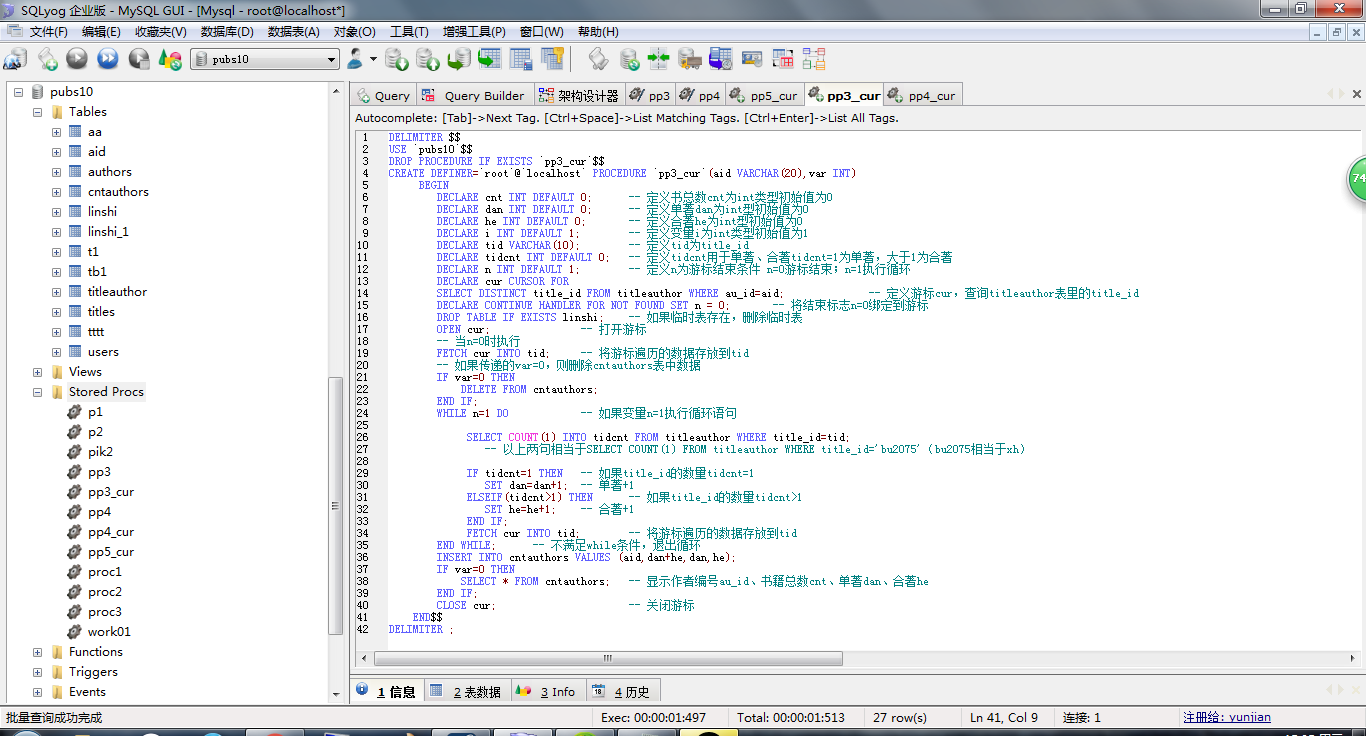 SQLyog 企业版 - MySQL GUI - [Mysql - root@localhost*]
文件(F) 编辑(E) 收藏夹(V) 数据库(D) 数据表(A) 对象(O) 工具(T) 增强工具(P) 窗口(W) 帮助(H)
pubs10
pubs10
Tables
aa
aid
authors
cntauthors
linshi
linshi_1
t1
tb1
titleauthor
titles
tttt
users
Views
Stored Procs
p1
p2
pik2
pp3
pp3_cur
pp4
pp4_cur
pp5_cur
proc1
proc2
proc3
work01
Functions
Triggers
Events
Query Query Builder 架构设计器 pp3 pp4 pp5_cur pp3_cur pp4_cur
Autocomplete: [Tab]->Next Tag. [Ctrl+Space]->List Matching Tags. [Ctrl+Enter]->List All Tags.
1 DELIMITER $$
2 USE `pubs10`$$
3 DROP PROCEDURE IF EXISTS `pp3_cur`$$
4 CREATE DEFINER=`root`@`localhost` PROCEDURE `pp3_cur`(aid VARCHAR(20),var INT)
5 BEGIN
6 DECLARE cnt INT DEFAULT 0; -- 定义书总数cnt为int类型初始值为0
7 DECLARE dan INT DEFAULT 0; -- 定义单著dan为int型初始值为0
8 DECLARE he INT DEFAULT 0; -- 定义合著he为int型初始值为0
9 DECLARE i INT DEFAULT 1; -- 定义变量i为int类型初始值为1
10 DECLARE tid VARCHAR(10); -- 定义tid为title_id
11 DECLARE tidcnt INT DEFAULT 0; -- 定义tidcnt用于单著、合著tidcnt=1为单著，大于1为合著
12 DECLARE n INT DEFAULT 1; -- 定义n为游标结束条件 n=0游标结束；n=1执行循环
13 DECLARE cur CURSOR FOR
14 SELECT DISTINCT title_id FROM titleauthor WHERE au_id=aid; -- 定义游标cur，查询titleauthor表里的title_id
15 DECLARE CONTINUE HANDLER FOR NOT FOUND SET n = 0; -- 将结束标志n=0绑定到游标
16 DROP TABLE IF EXISTS linshi; -- 如果临时表存在，删除临时表
17 OPEN cur; -- 打开游标
18 -- 当n=0时执行
19 FETCH cur INTO tid; -- 将游标遍历的数据存放到tid
20 -- 如果传递的var=0，则删除cntauthors表中数据
21 IF var=0 THEN
22 DELETE FROM cntauthors;
23 END IF;
24 WHILE n=1 DO -- 如果变量n=1执行循环语句
25
26 SELECT COUNT(1) INTO tidcnt FROM titleauthor WHERE title_id=tid;
27 -- 以上两句相当于SELECT COUNT(1) FROM titleauthor WHERE title_id='bu2075' (bu2075相当于xh)
28
29 IF tidcnt=1 THEN -- 如果title_id的数量tidcnt=1
30 SET dan=dan+1; -- 单著+1
31 ELSEIF(tidcnt>1) THEN -- 如果title_id的数量tidcnt>1
32 SET he=he+1; -- 合著+1
33 END IF;
34 FETCH cur INTO tid; -- 将游标遍历的数据存放到tid
35 END WHILE; -- 不满足while条件，退出循环
36 INSERT INTO cntauthors VALUES (aid,dan+he,dan,he);
37 IF var=0 THEN
38 SELECT * FROM cntauthors; -- 显示作者编号au_id、书籍总数cnt、单著dan、合著he
39 END IF;
40 CLOSE cur; -- 关闭游标
41 END$$
42 DELIMITER ;
74
1 信息 2 表数据 3 Info 4 历史
批量查询成功完成 Exec: 00:00:01:497 Total: 00:00:01:513 27 row(s) Ln 41, Col 9 连接: 1 注册给: yunjian